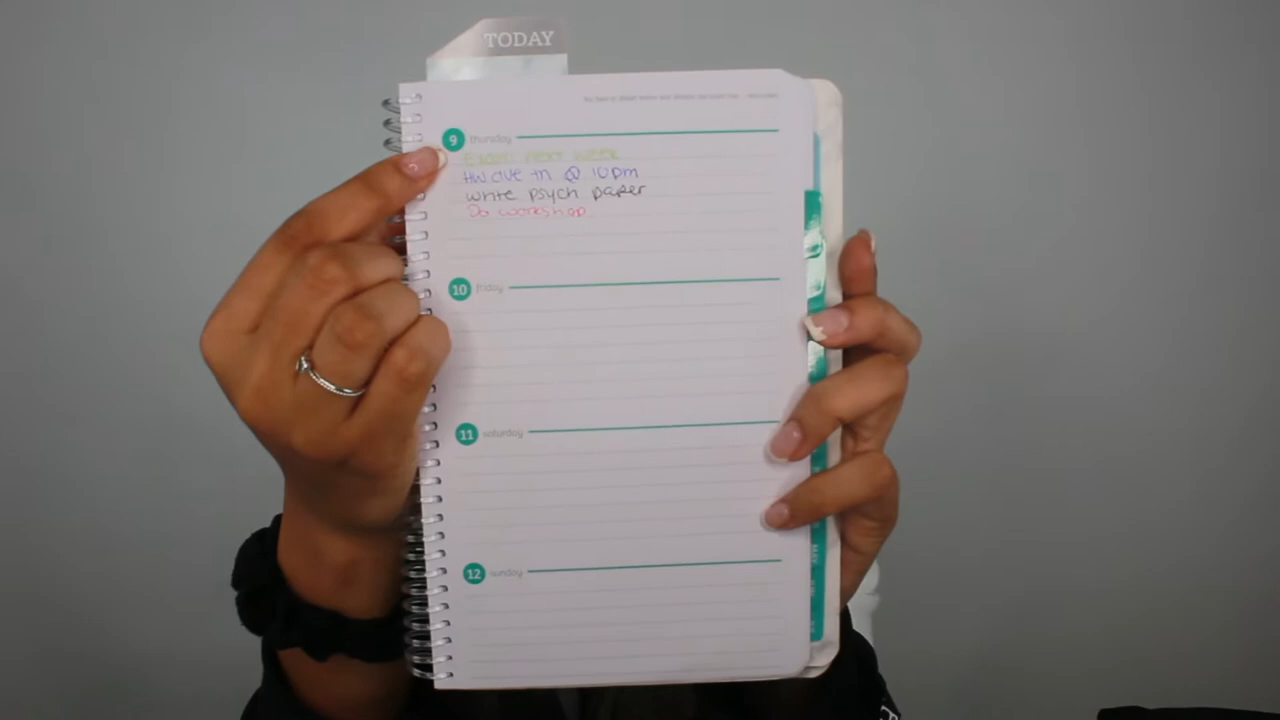 TODAY
9 thursday
Exam next week
HW due tn @ 10pm
write psych paper
Do workshop
10 friday
11 saturday
12 sunday
MAY